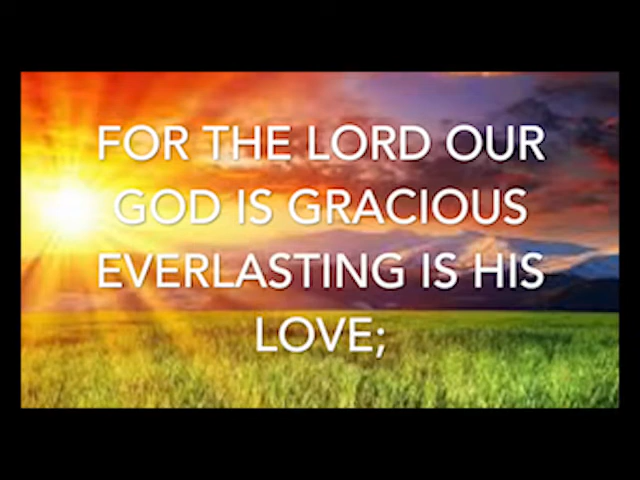 FOR THE LORD OUR
GOD IS GRACIOUS
EVERLASTING IS HIS
LOVE;